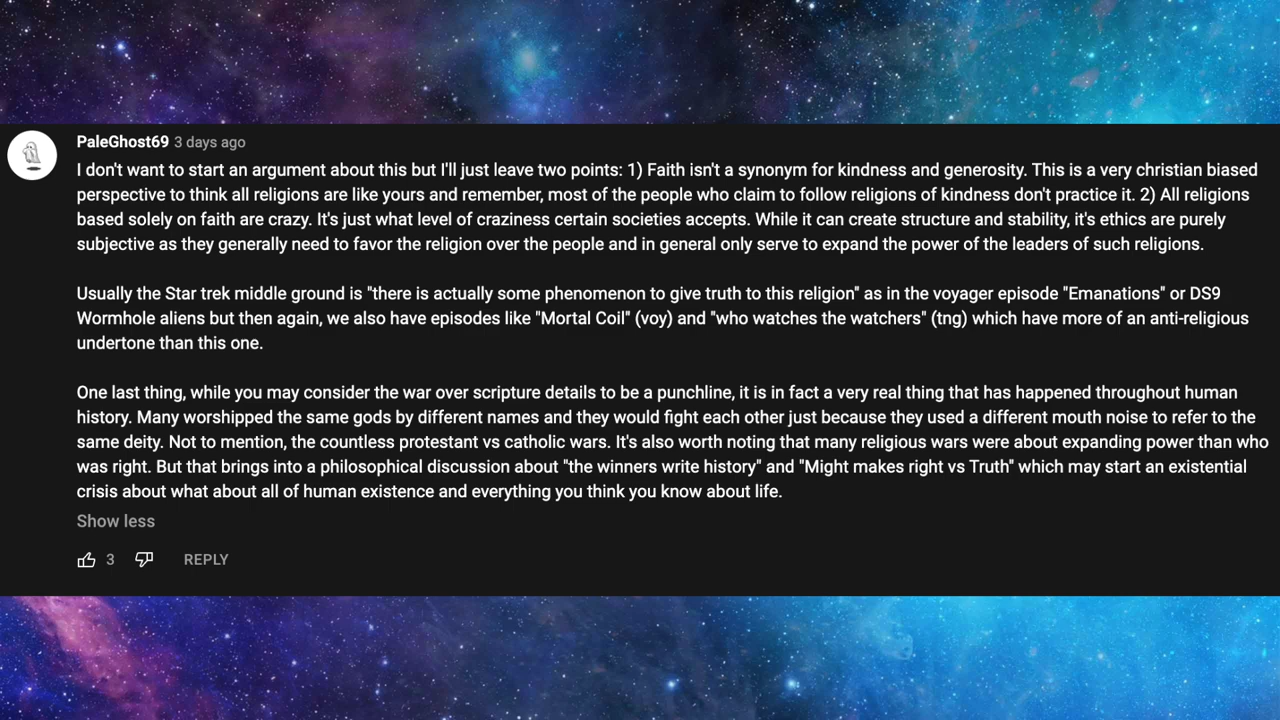 PaleGhost69 3 days ago
I don't want to start an argument about this but I'll just leave two points: 1) Faith isn't a synonym for kindness and generosity. This is a very christian biased
perspective to think all religions are like yours and remember, most of the people who claim to follow religions of kindness don't practice it. 2) All religions
based solely on faith are crazy. It's just what level of craziness certain societies accepts. While it can create structure and stability, it's ethics are purely
subjective as they generally need to favor the religion over the people and in general only serve to expand the power of the leaders of such religions.
Usually the Star trek middle ground is "there is actually some phenomenon to give truth to this religion" as in the voyager episode "Emanations" or DS9
Wormhole aliens but then again, we also have episodes like "Mortal Coil" (voy) and "who watches the watchers" (tng) which have more of an anti-religious
undertone than this one.
One last thing, while you may consider the war over scripture details to be a punchline, it is in fact a very real thing that has happened throughout human
history. Many worshipped the same gods by different names and they would fight each other just because they used a different mouth noise to refer to the
same deity. Not to mention, the countless protestant vs catholic wars. It's also worth noting that many religious wars were about expanding power than who
was right. But that brings into a philosophical discussion about "the winners write history" and "Might makes right vs Truth" which may start an existential
crisis about what about all of human existence and everything you think you know about life.
Show less
3 REPLY